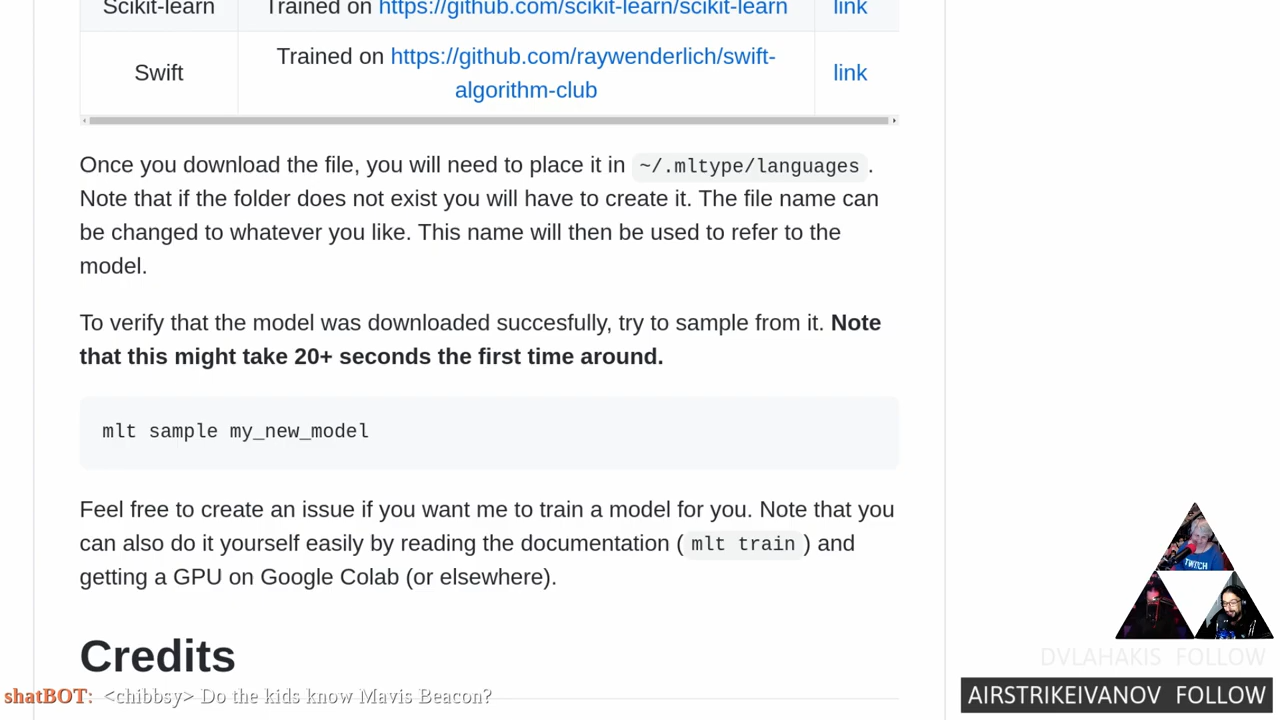 Scikit-learn Trained on https://github.com/scikit-learn/scikit-learn link
Swift Trained on https://github.com/raywenderlich/swift-
algorithm-club link
Once you download the file, you will need to place it in ~/.mltype/languages .
Note that if the folder does not exist you will have to create it. The file name can
be changed to whatever you like. This name will then be used to refer to the
model.
To verify that the model was downloaded succesfully, try to sample from it. Note
that this might take 20+ seconds the first time around.
mlt sample my_new_model
Feel free to create an issue if you want me to train a model for you. Note that you
can also do it yourself easily by reading the documentation ( mlt train ) and
getting a GPU on Google Colab (or elsewhere).
TWITCH
Credits
DVLAHAKIS FOLLOW
shatBOT: <chibbsy> Do the kids know Mavis Beacon?
AIRSTRIKEIVANOV FOLLOW